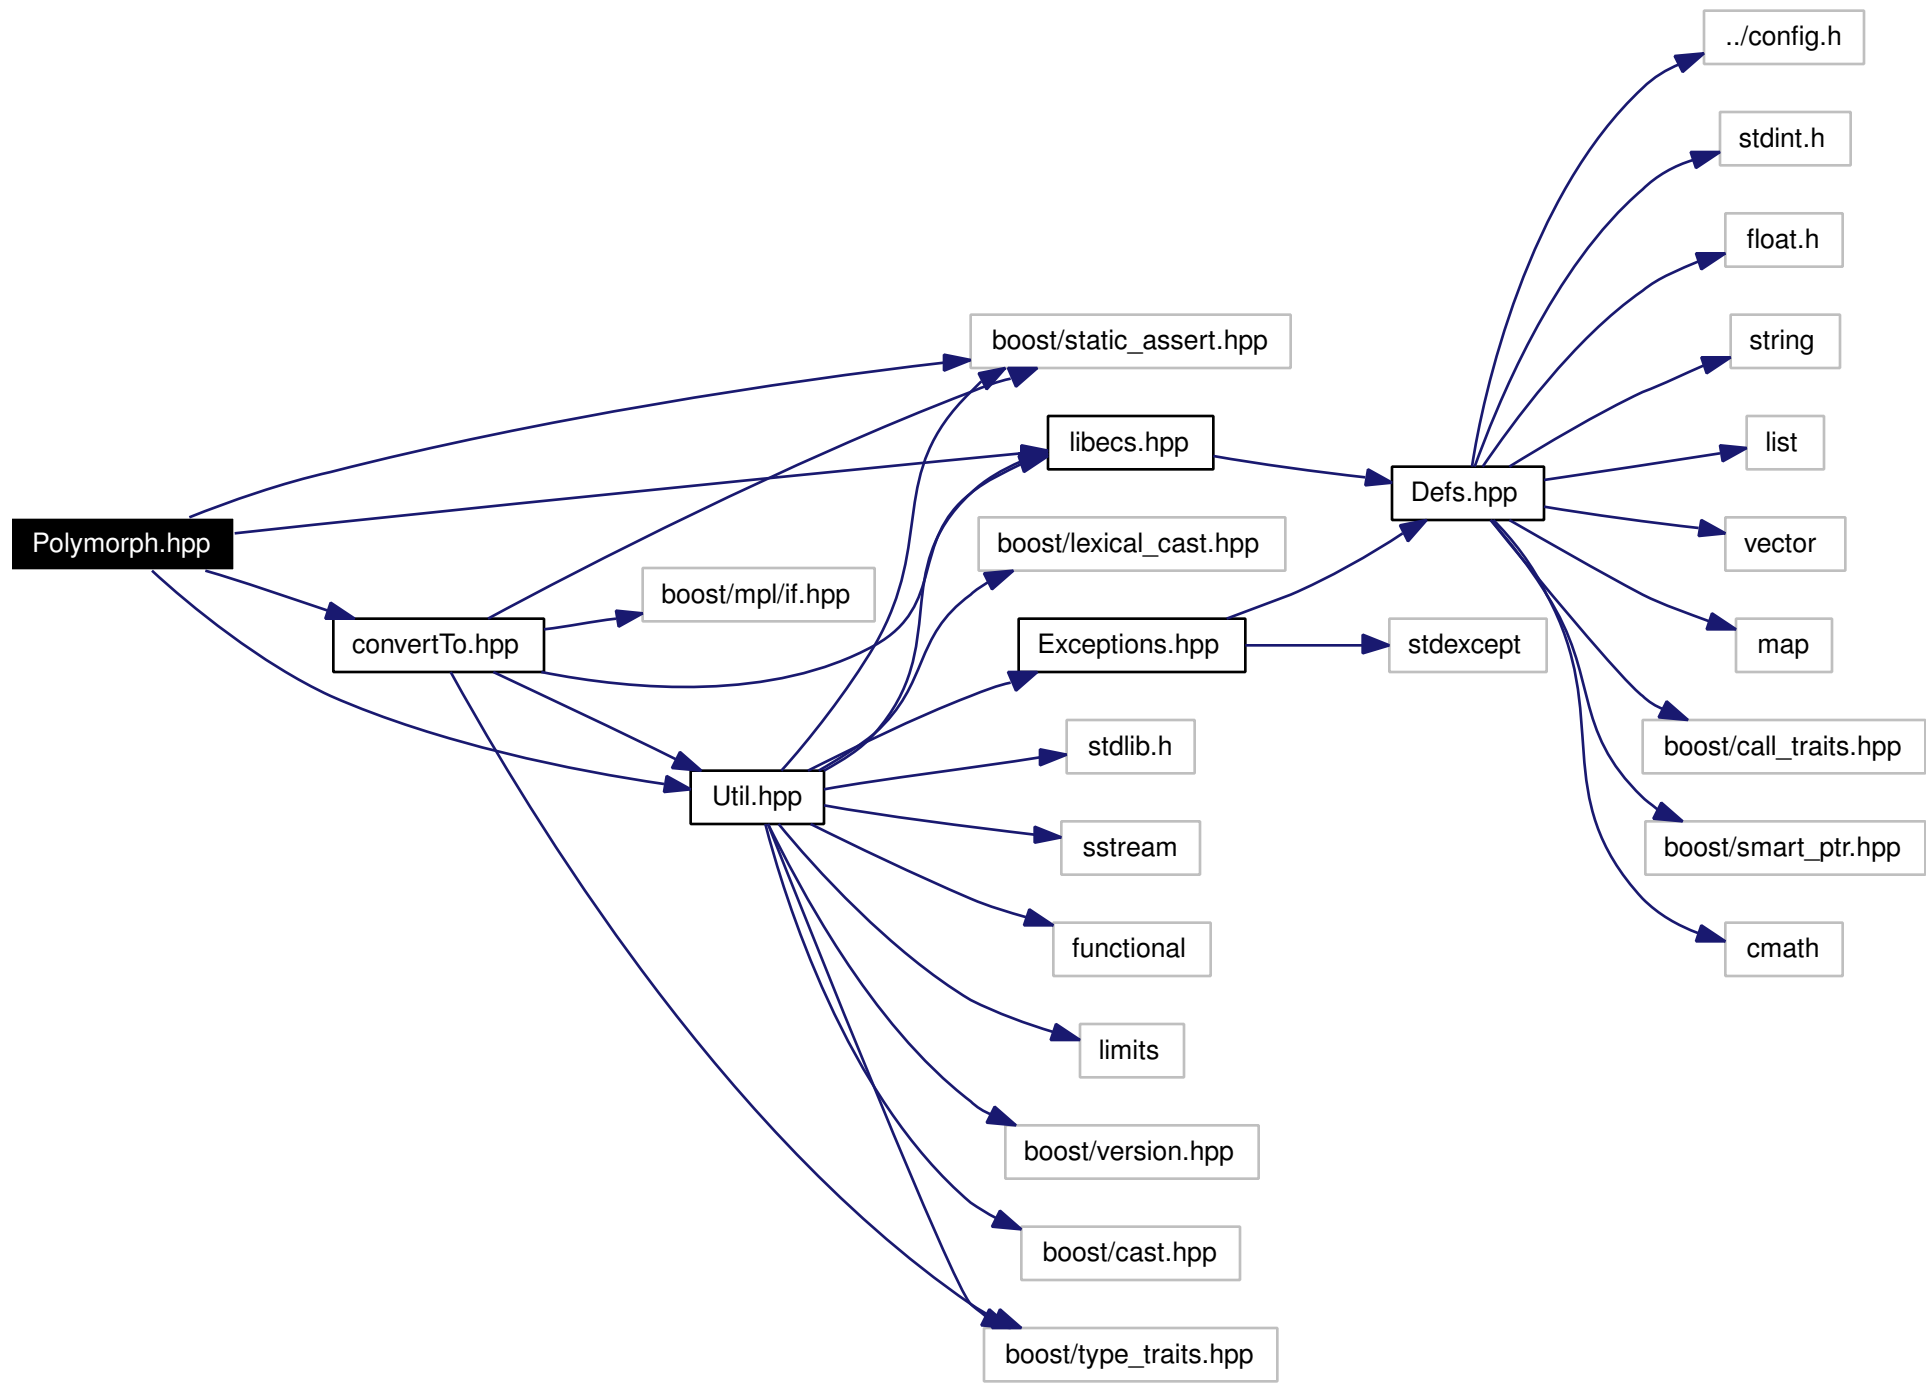 ../config.h
stdint.h
float.h
string
boost/static_assert.hpp
libecs.hpp
list
Defs.hpp
Polymorph.hpp
boost/lexical_cast.hpp
vector
boost/mpl/if.hpp
convertTo.hpp
Exceptions.hpp
stdexcept
map
stdlib.h
boost/call_traits.hpp
Util.hpp
sstream
boost/smart_ptr.hpp
functional
cmath
limits
boost/version.hpp
boost/cast.hpp
boost/type_traits.hpp